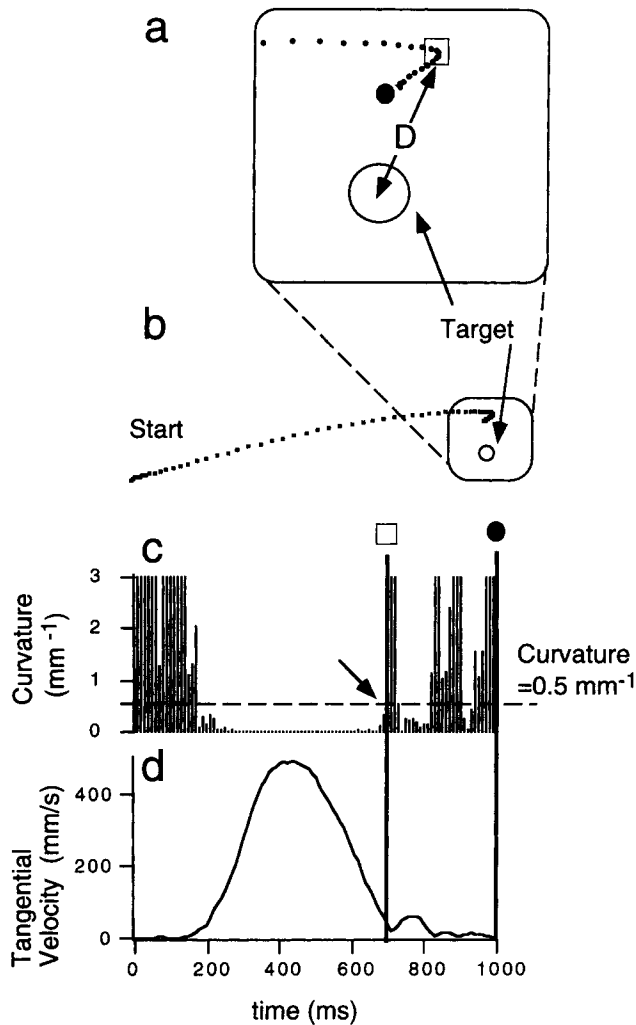 a
D
b
Target
Start
c
3
2
1
0
Curvature
(mm-1)
Curvature
=0.5 mm-1
d
400
200
0
Tangential
Velocity (mm/s)
0 200 400 600 800 1000
time (ms)